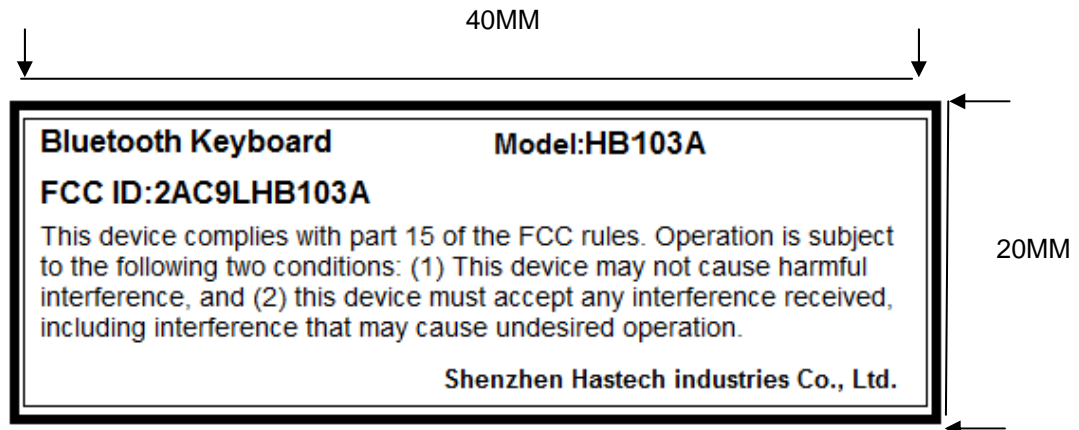 40MM
Bluetooth Keyboard Model:HB103A
FCC ID:2AC9LHB103A
This device complies with part 15 of the FCC rules. Operation is subject
to the following two conditions: (1) This device may not cause harmful
interference, and (2) this device must accept any interference received,
including interference that may cause undesired operation.
20MM
Shenzhen Hastech industries Co., Ltd.